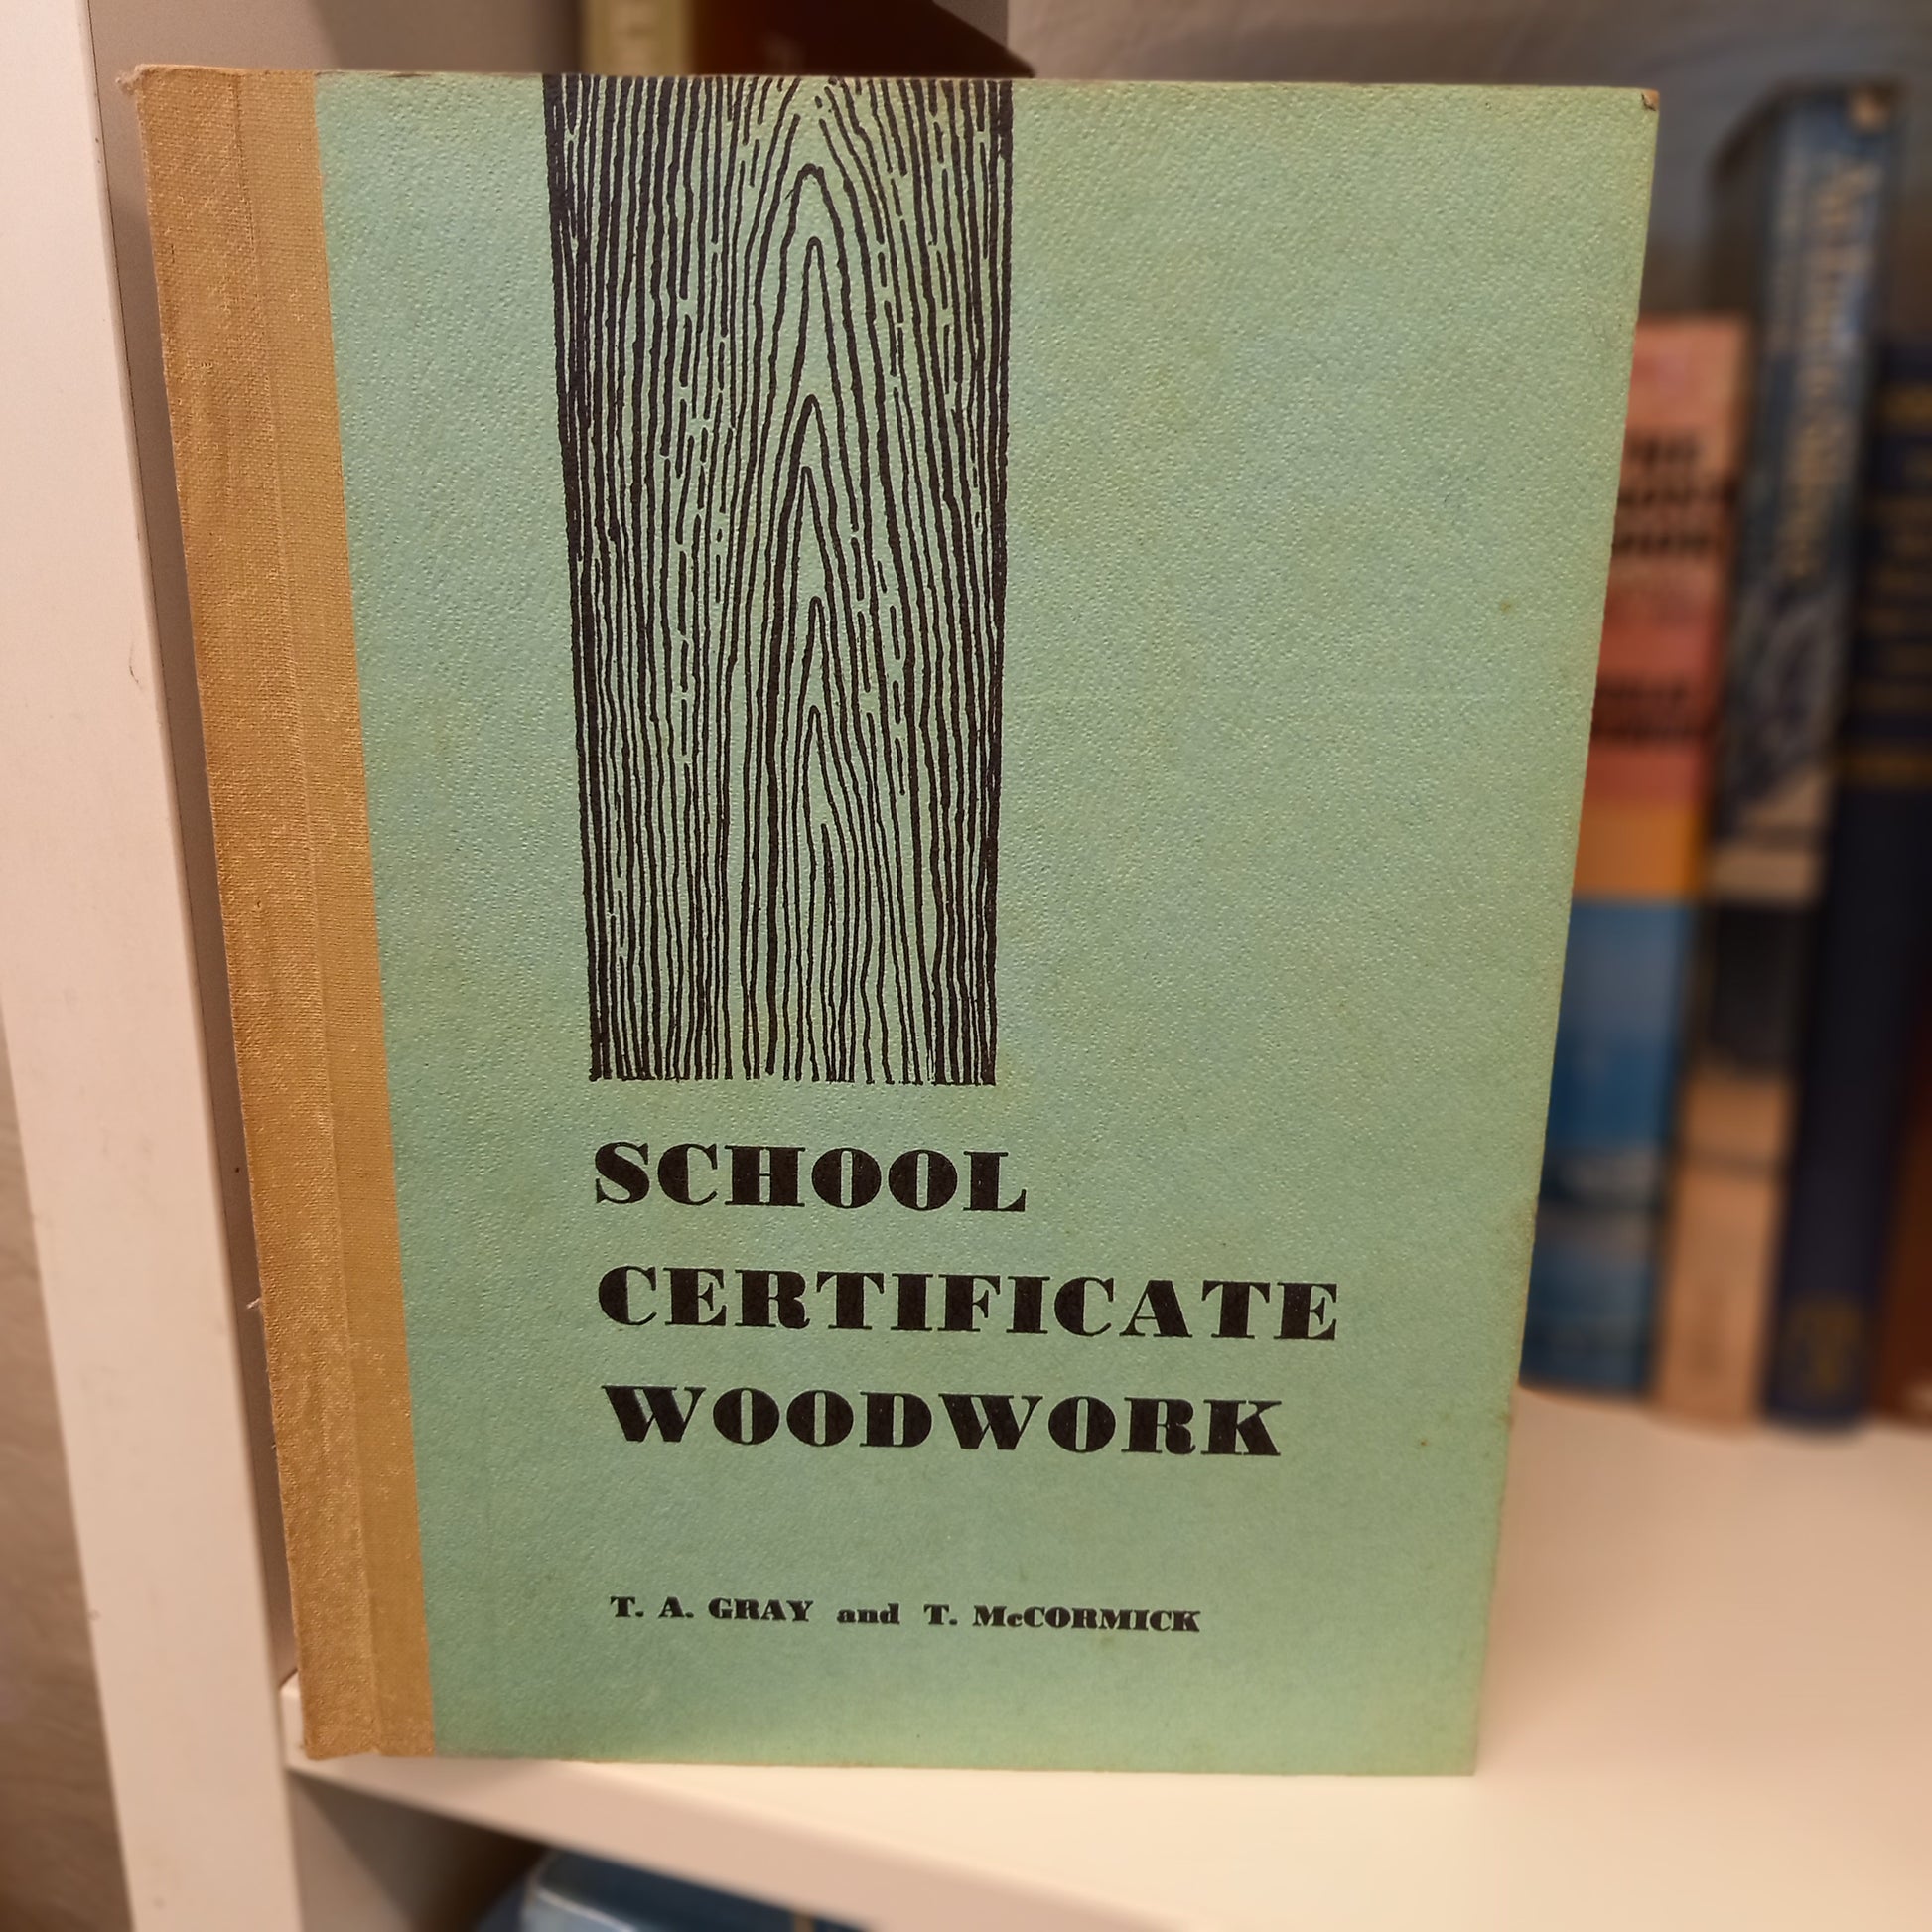 SCHOOL
CERTIFICATE
WOODWORK
T. A. GRAY and T. McCORMICK